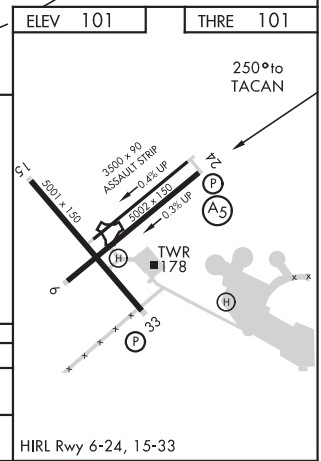 ELEV 101
THRE 101
250° to
TACAN
3500 x 90
ASSAULT STRIP
0.4% UP
5002 x 150
0.3% UP
24
P
A5
15
5001 x 150
H
TWR
178
6
H
33
P
x x
HIRL Rwy 6-24, 15-33